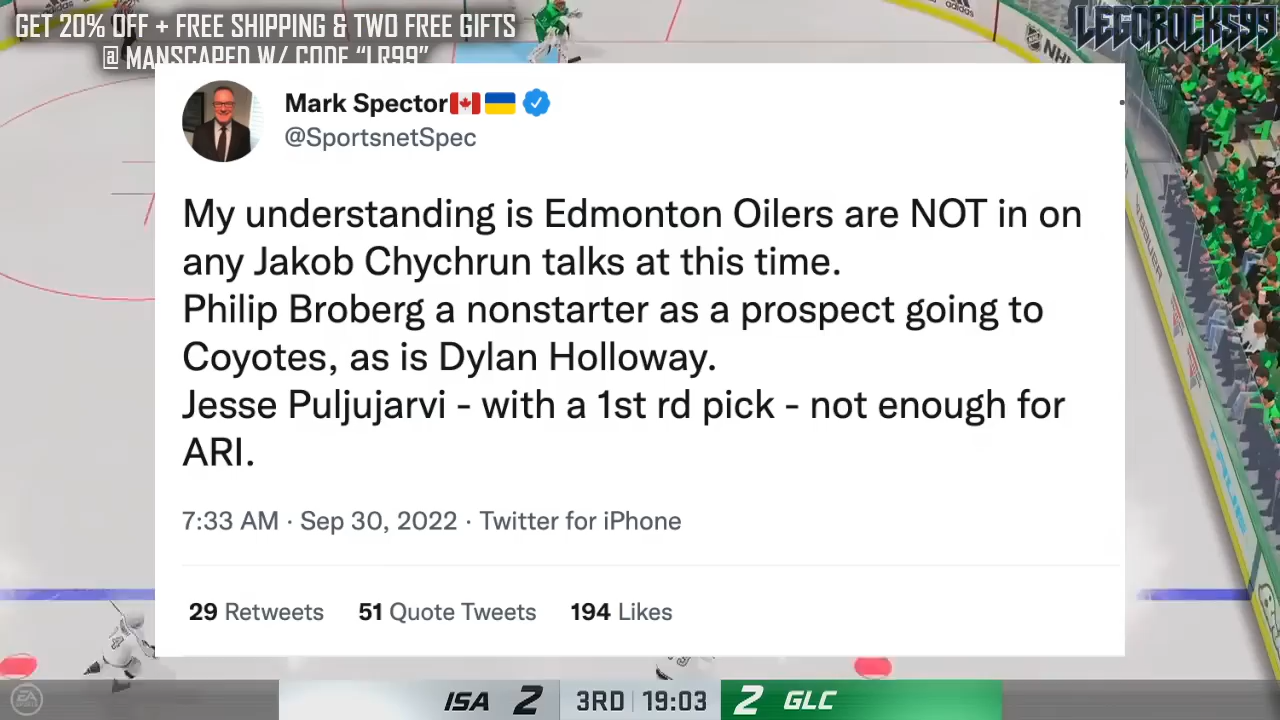 GET 20% OFF + FREE SHIPPING & TWO FREE GIFTS
@ MANSCAPED W/ CODE "LR99"
LEGOROCKS99
adidas
NHL
Mark Spector🇨🇦🇺🇦
@SportsnetSpec
My understanding is Edmonton Oilers are NOT in on
any Jakob Chychrun talks at this time.
Philip Broberg a nonstarter as a prospect going to
Coyotes, as is Dylan Holloway.
Jesse Puljujarvi - with a 1st rd pick - not enough for
ARI.
7:33 AM · Sep 30, 2022 · Twitter for iPhone
29 Retweets 51 Quote Tweets 194 Likes
EA
SPORTS
ISA 2 3RD 19:03 2 GLC